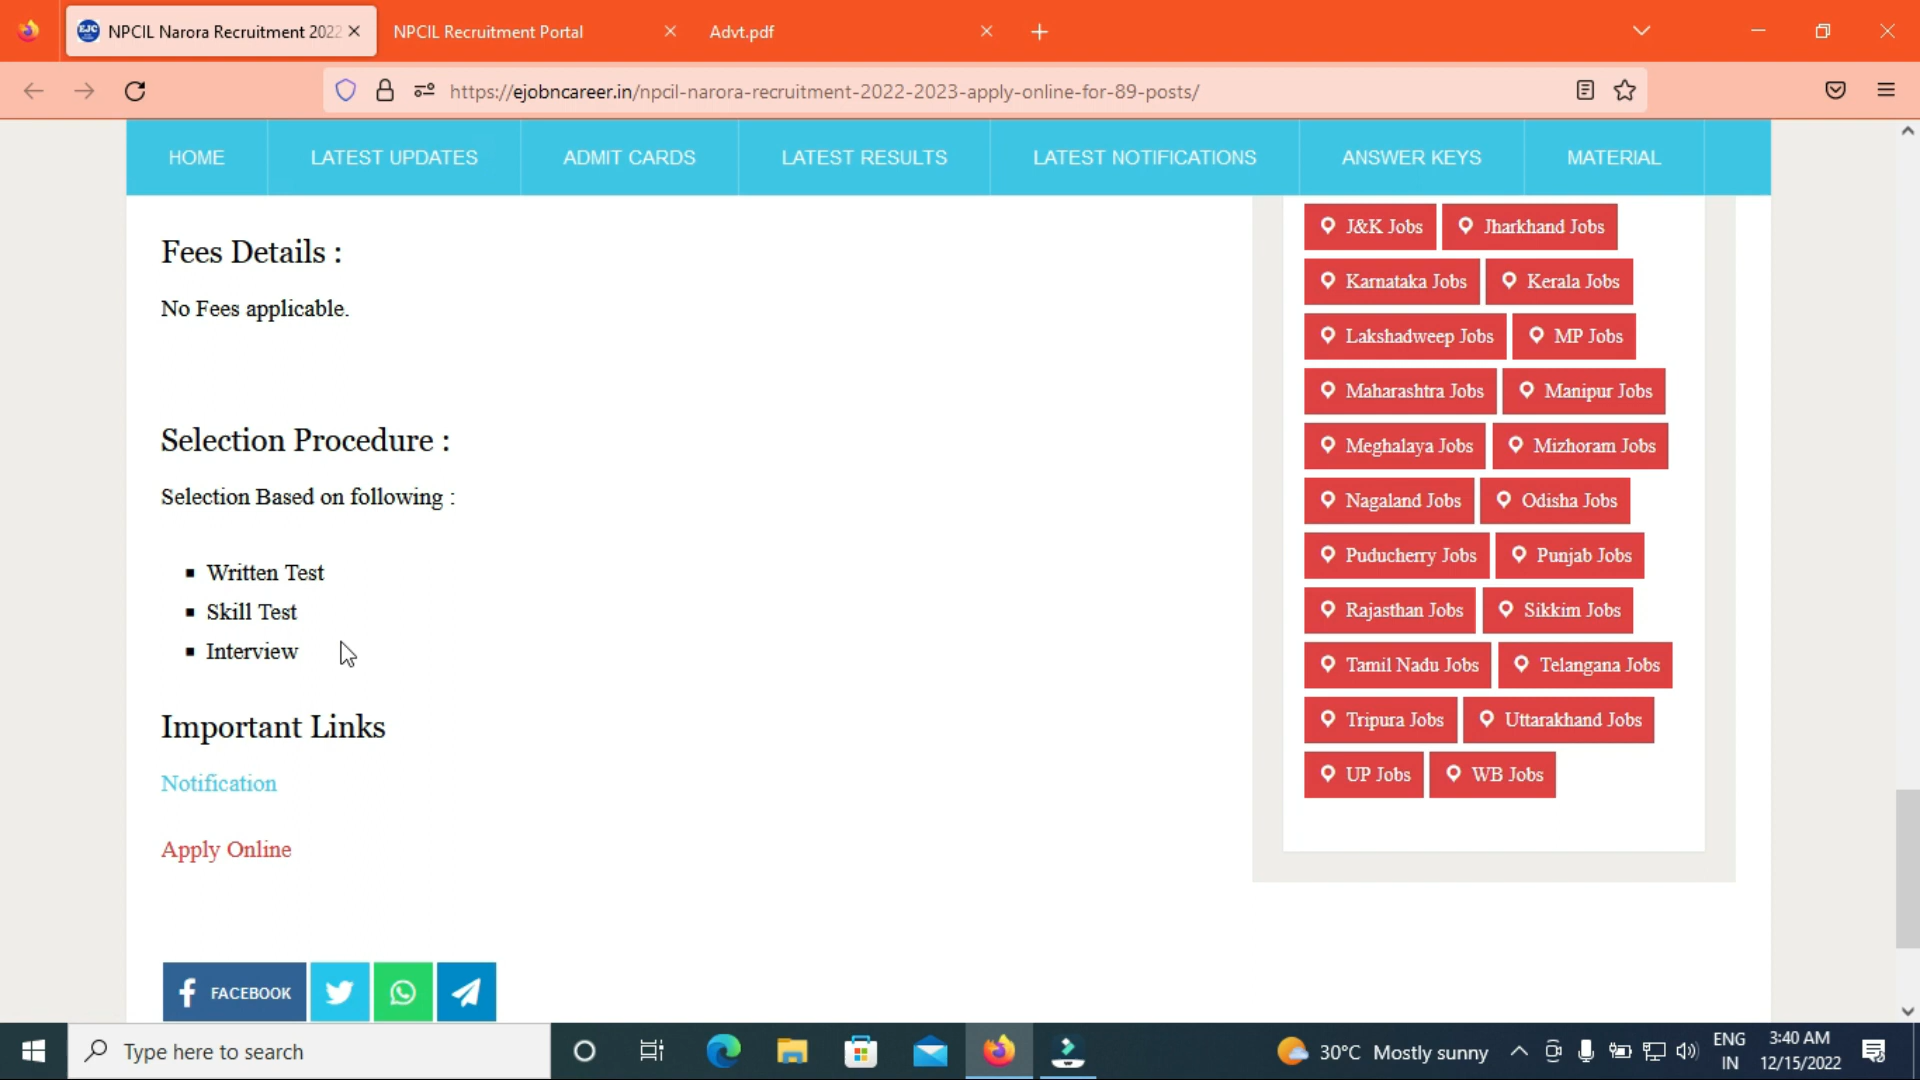 NPCIL Narora Recruitment 2022
NPCIL Recruitment Portal
Advt.pdf
https://ejobncareer.in/npcil-narora-recruitment-2022-2023-apply-online-for-89-posts/
HOME
LATEST UPDATES
ADMIT CARDS
LATEST RESULTS
LATEST NOTIFICATIONS
ANSWER KEYS
MATERIAL
Fees Details :
No Fees applicable.
Selection Procedure :
Selection Based on following :
Written Test
Skill Test
Interview
Important Links
Notification
Apply Online
FACEBOOK
J&K Jobs
Jharkhand Jobs
Karnataka Jobs
Kerala Jobs
Lakshadweep Jobs
MP Jobs
Maharashtra Jobs
Manipur Jobs
Meghalaya Jobs
Mizhoram Jobs
Nagaland Jobs
Odisha Jobs
Puducherry Jobs
Punjab Jobs
Rajasthan Jobs
Sikkim Jobs
Tamil Nadu Jobs
Telangana Jobs
Tripura Jobs
Uttarakhand Jobs
UP Jobs
WB Jobs
Type here to search
30°C Mostly sunny
ENG
IN
3:40 AM
12/15/2022